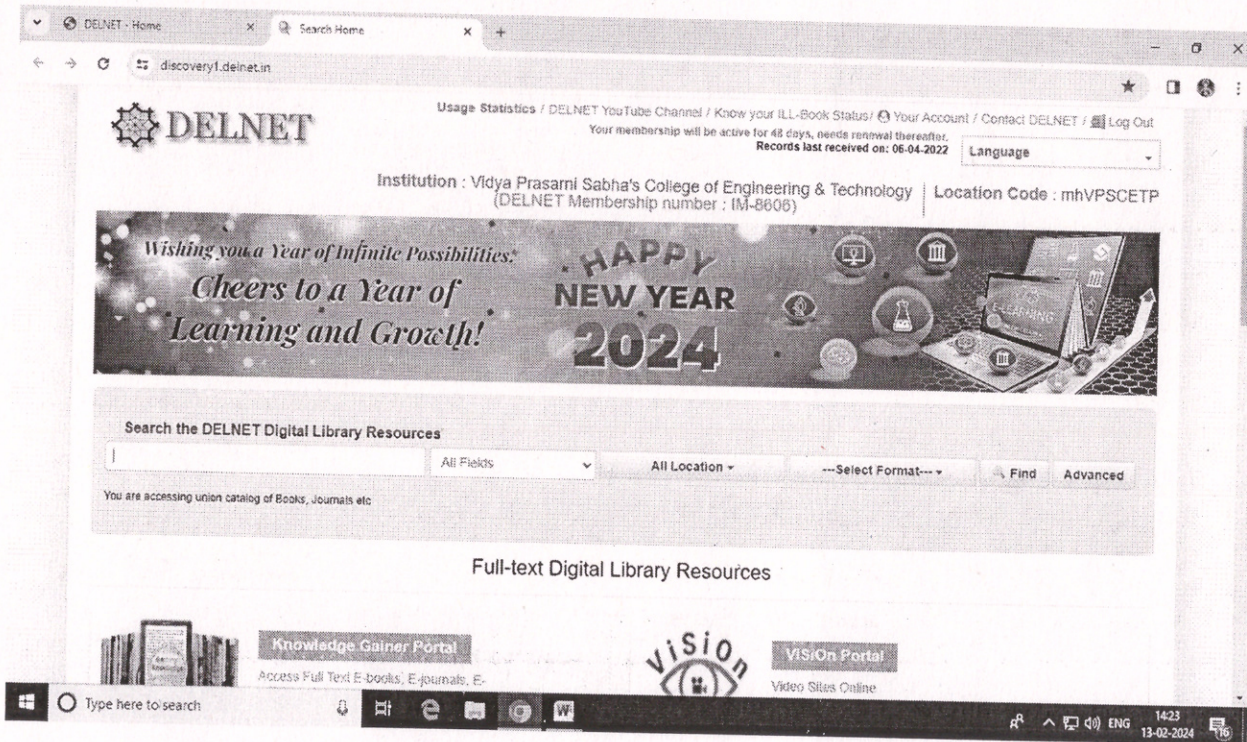 DELNET - Home
Search Home
discovery1.delnet.in
DELNET
Usage Statistics / DELNET YouTube Channel / Know your ILL-Book Status/ Your Account / Contact DELNET / Log Out
Your membership will be active for 48 days, needs renewal thereafter.
Records last received on: 06-04-2022
Language
Institution : Vidya Prasarni Sabha's College of Engineering & Technology
(DELNET Membership number : IM-8606)
Location Code : mhVPSCETP
Wishing you a Year of Infinite Possibilities.
Cheers to a Year of
Learning and Growth!
HAPPY
NEW YEAR
2024
E-LEARNING
Search the DELNET Digital Library Resources
All Fields
All Location
---Select Format---
Find
Advanced
You are accessing union catalog of Books, Journals etc
Full-text Digital Library Resources
Knowledge Gainer Portal
Access Full Text E-books, E-journals, E-
ViSiOn
ViSiOn Portal
Video Sites Online
Type here to search
ENG
14:23
13-02-2024
16